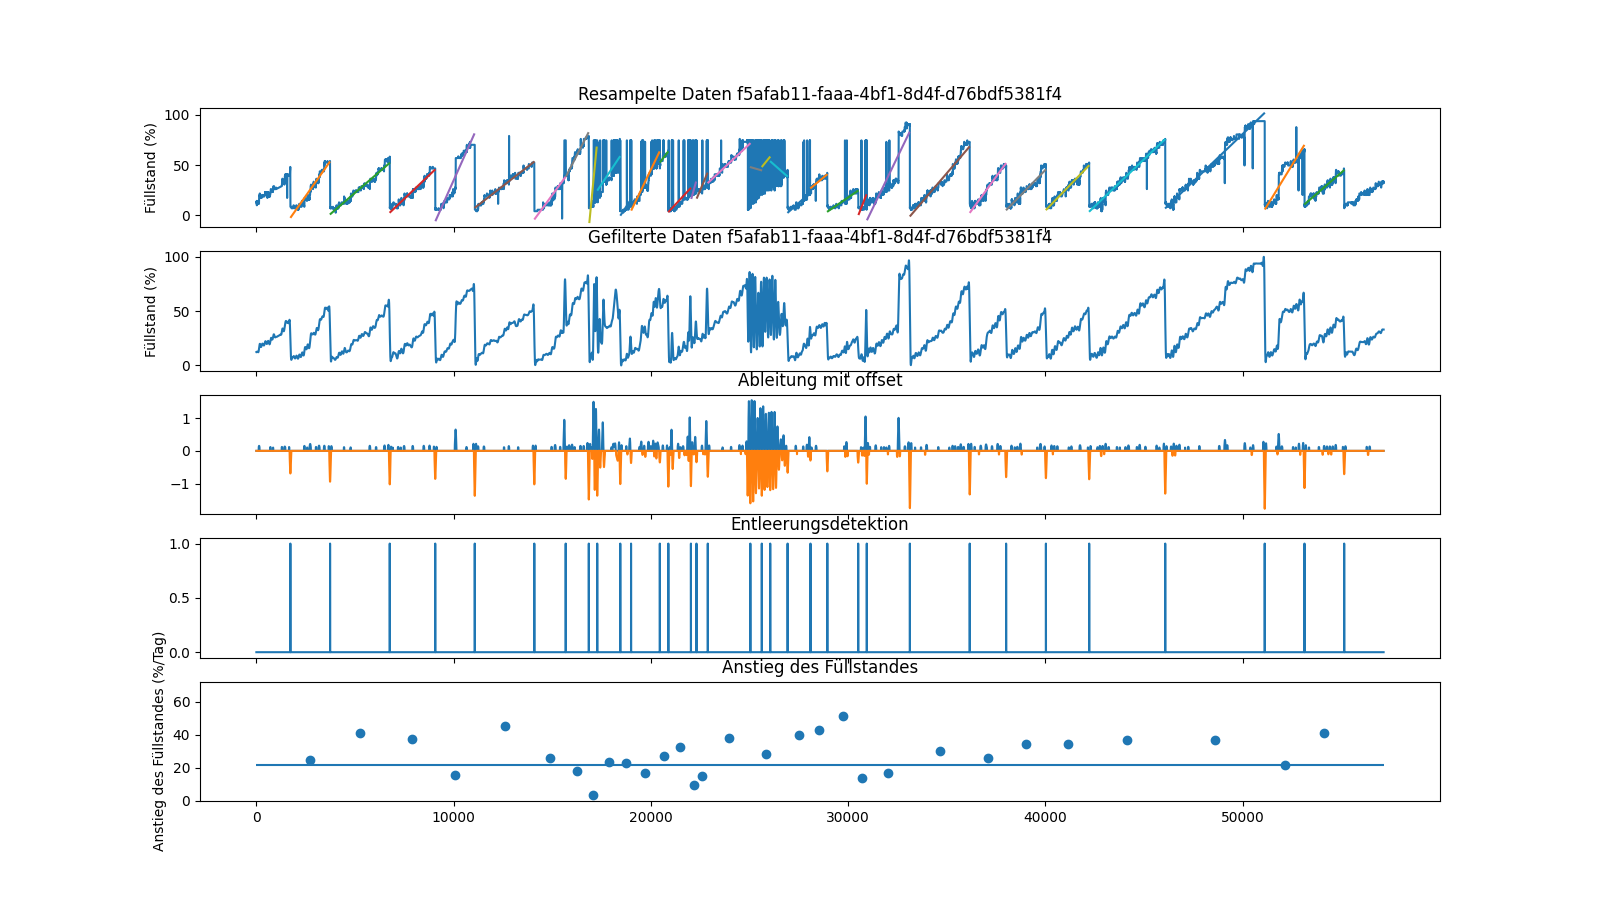 Resampelte Daten f5afab11-faaa-4bf1-8d4f-d76bdf5381f4
Füllstand (%)
100
50
0
Gefilterte Daten f5afab11-faaa-4bf1-8d4f-d76bdf5381f4
Füllstand (%)
100
50
0
Ableitung mit offset
1
0
−1
Entleerungsdetektion
1.0
0.5
0.0
Anstieg des Füllstandes
Anstieg des Füllstandes (%/Tag)
60
40
20
0
0 10000 20000 30000 40000 50000